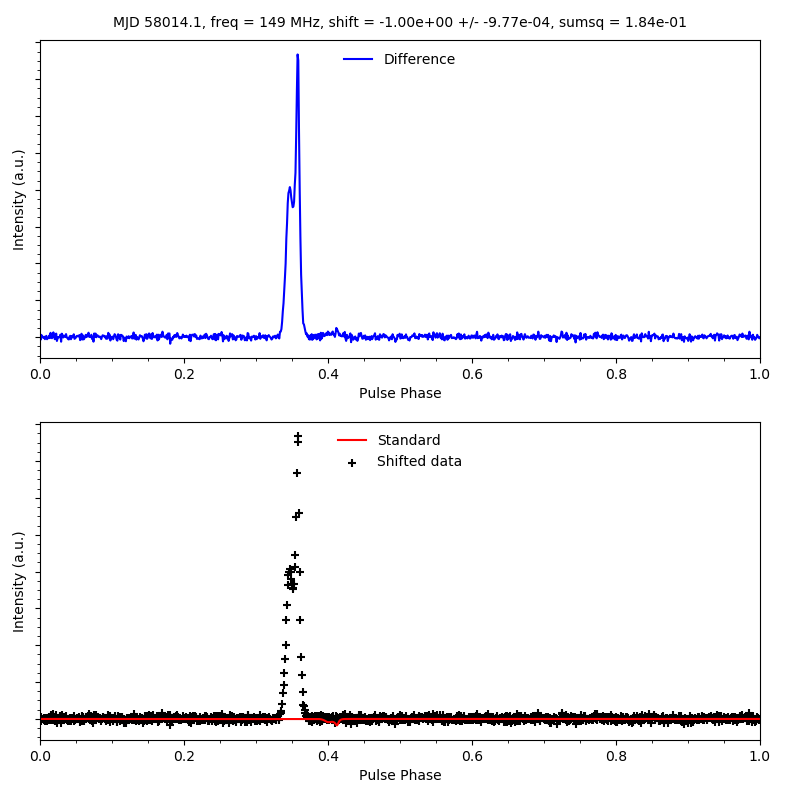 MJD 58014.1, freq = 149 MHz, shift = -1.00e+00 +/- -9.77e-04, sumsq = 1.84e-01
Difference
Intensity (a.u.)
0.0 0.2 0.4 0.6 0.8 1.0
Pulse Phase
Standard
Shifted data
Intensity (a.u.)
0.0 0.2 0.4 0.6 0.8 1.0
Pulse Phase